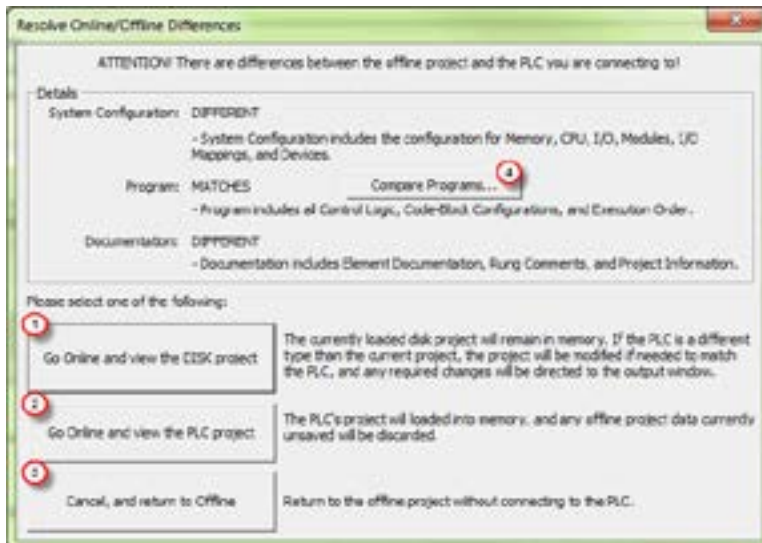 Resolve Online/Offline Differences
ATTENTION! There are differences between the offline project and the PLC you are connecting to!
Details
System Configuration: DIFFERENT
- System Configuration includes the configuration for Memory, CPU, I/O, Modules, I/O
Mappings, and Devices.
4
Program: MATCHES Compare Programs...
- Program includes all Control Logic, Code-Block Configurations, and Execution Order.
Documentation: DIFFERENT
- Documentation includes Element Documentation, Rung Comments, and Project Information.
Please select one of the following:
1
Go Online and view the DISK project
The currently loaded disk project will remain in memory. If the PLC is a different
type than the current project, the project will be modified if needed to match
the PLC, and any required changes will be directed to the output window.
2
Go Online and view the PLC project
The PLC's project will loaded into memory, and any offline project data currently
unsaved will be discarded.
3
Cancel, and return to Offline
Return to the offline project without connecting to the PLC.